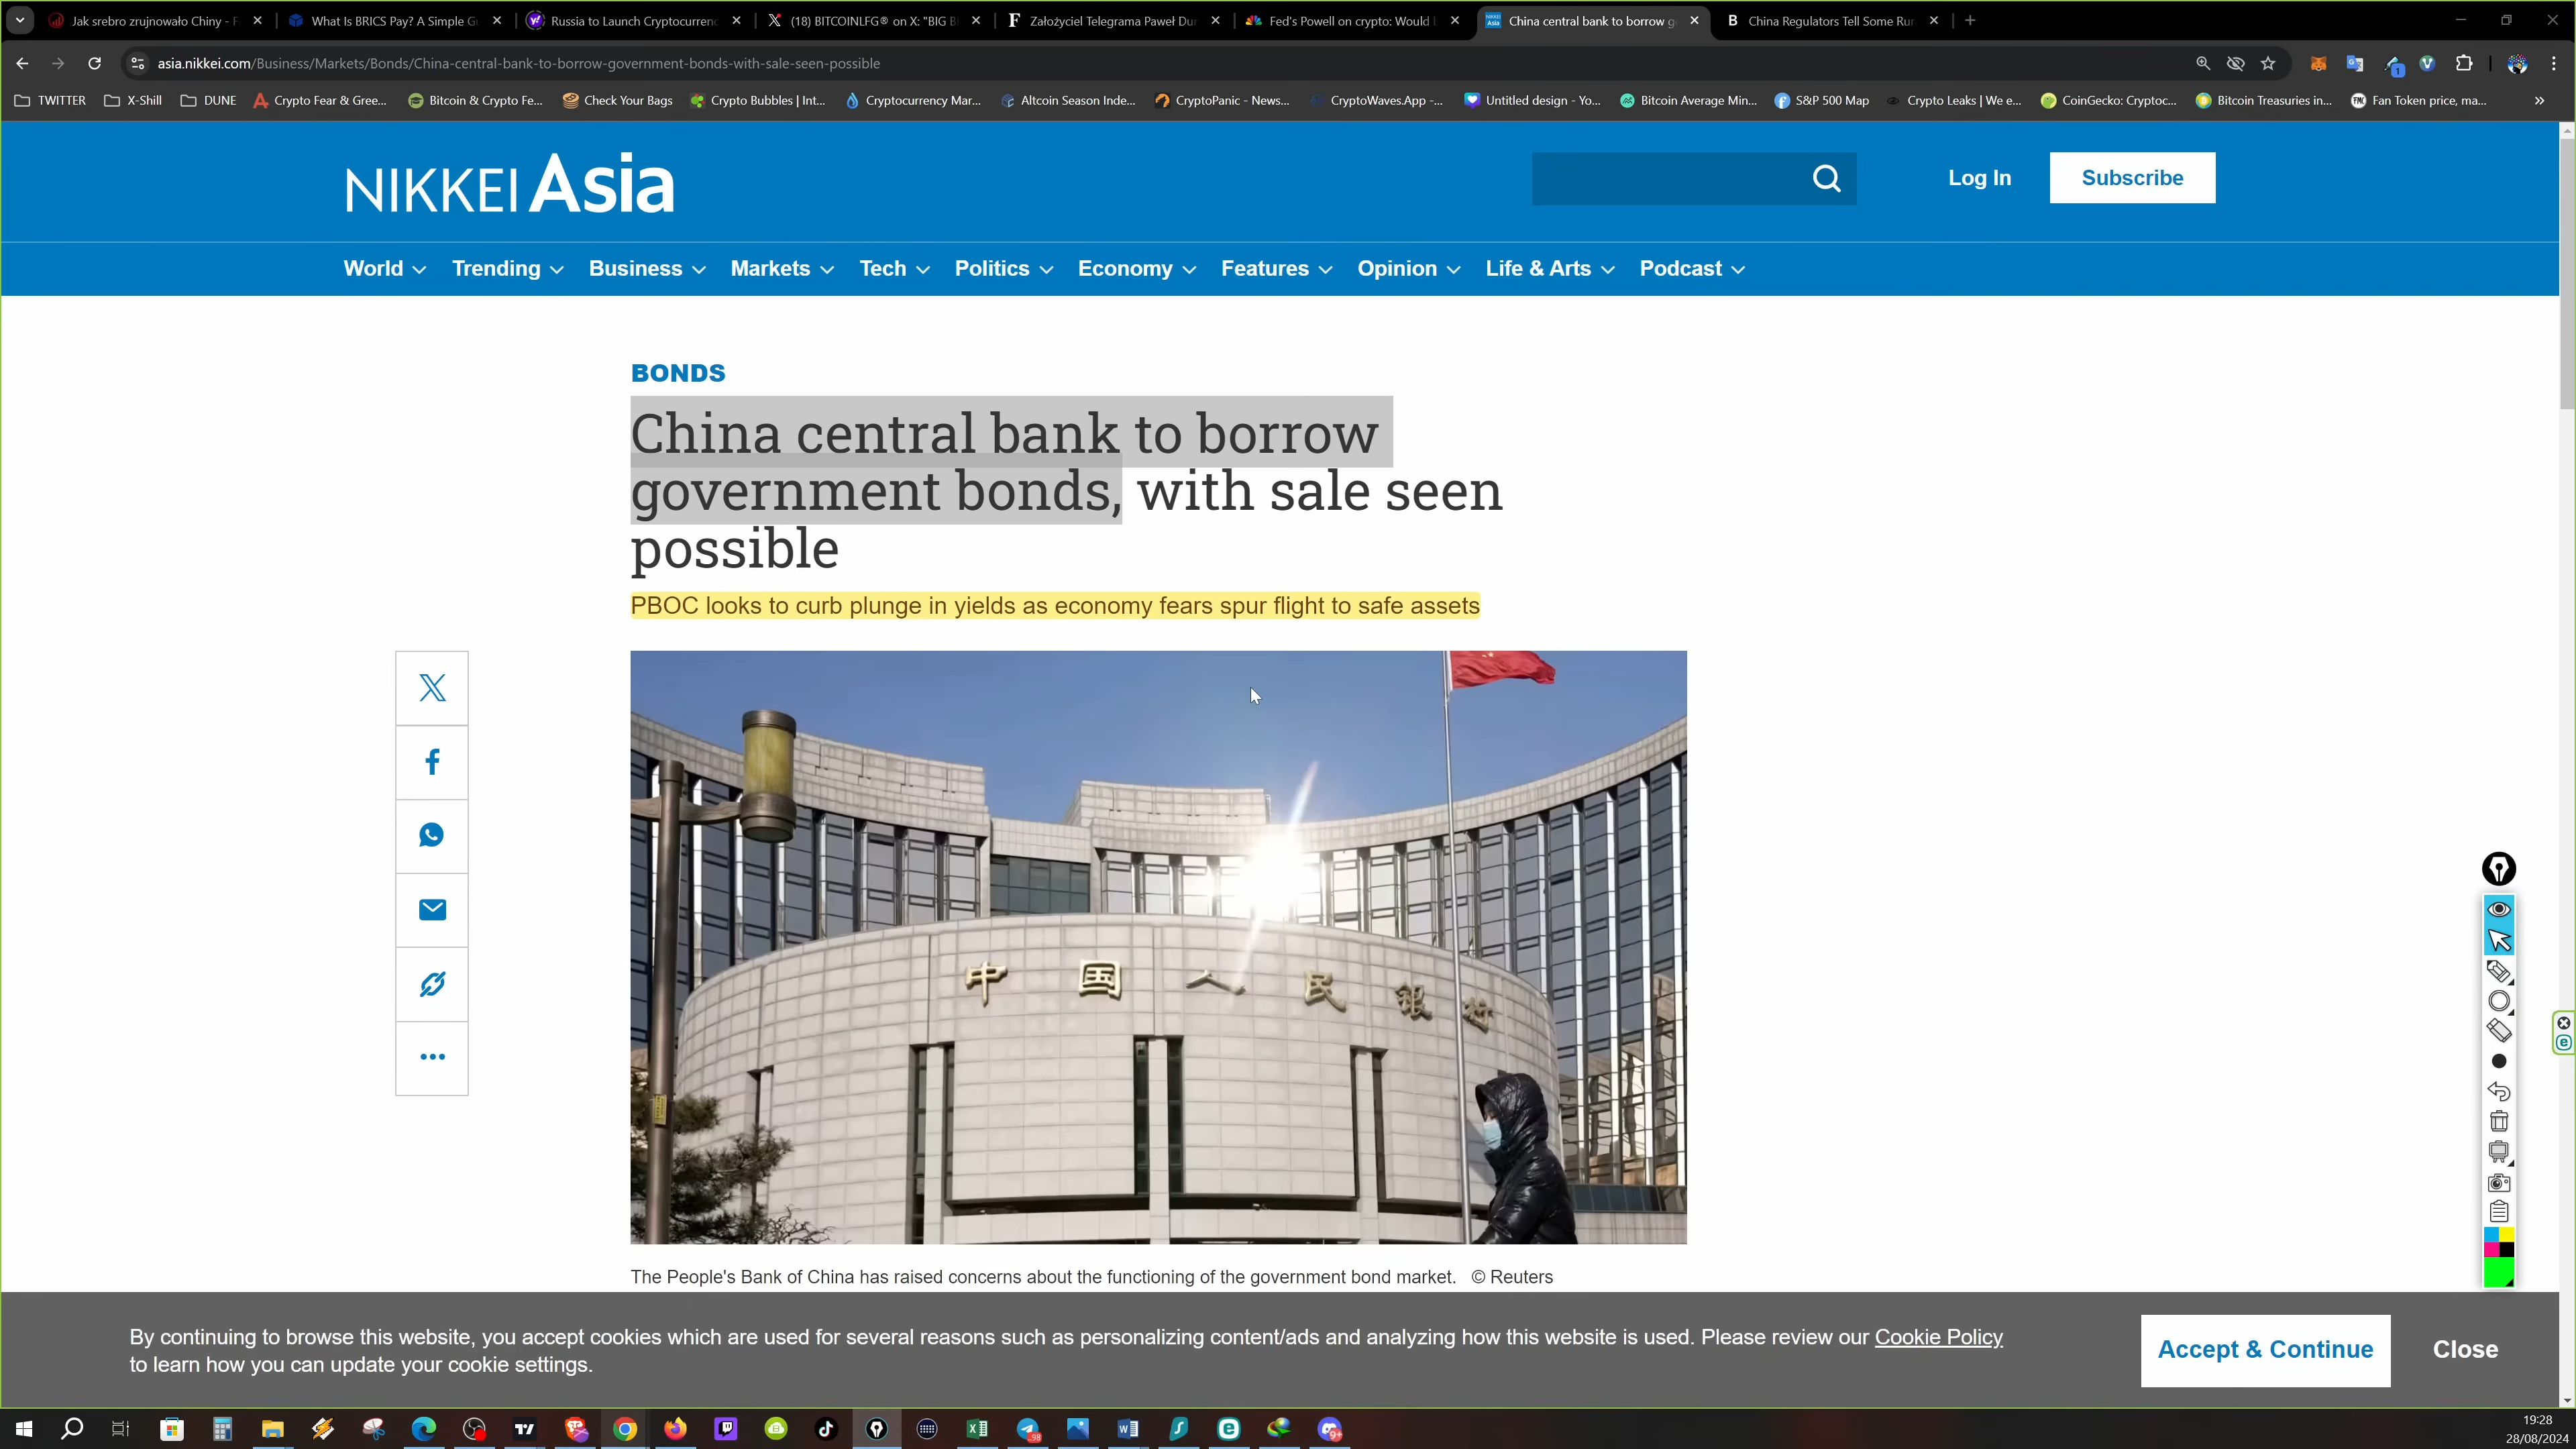 Jak srebro zrujnowało Chiny - F
What Is BRICS Pay? A Simple G
Russia to Launch Cryptocurrenc
(18) BITCOINLFG® on X: "BIG B
Założyciel Telegrama Paweł Du
Fed's Powell on crypto: Would
China central bank to borrow g
China Regulators Tell Some Rur
asia.nikkei.com/Business/Markets/Bonds/China-central-bank-to-borrow-government-bonds-with-sale-seen-possible
TWITTER
X-Shill
DUNE
Crypto Fear & Gree...
Bitcoin & Crypto Fe...
Check Your Bags
Crypto Bubbles | Int...
Cryptocurrency Mar...
Altcoin Season Inde...
CryptoPanic - News...
CryptoWaves.App -...
Untitled design - Yo...
Bitcoin Average Min...
S&P 500 Map
Crypto Leaks | We e...
CoinGecko: Cryptoc...
Bitcoin Treasuries in...
Fan Token price, ma...
NIKKEI Asia
Log In
Subscribe
World
Trending
Business
Markets
Tech
Politics
Economy
Features
Opinion
Life & Arts
Podcast
BONDS
China central bank to borrow
government bonds, with sale seen
possible
PBOC looks to curb plunge in yields as economy fears spur flight to safe assets
中国人民银行
The People's Bank of China has raised concerns about the functioning of the government bond market. © Reuters
By continuing to browse this website, you accept cookies which are used for several reasons such as personalizing content/ads and analyzing how this website is used. Please review our Cookie Policy
to learn how you can update your cookie settings.
Accept & Continue
Close
19:28
28/08/2024